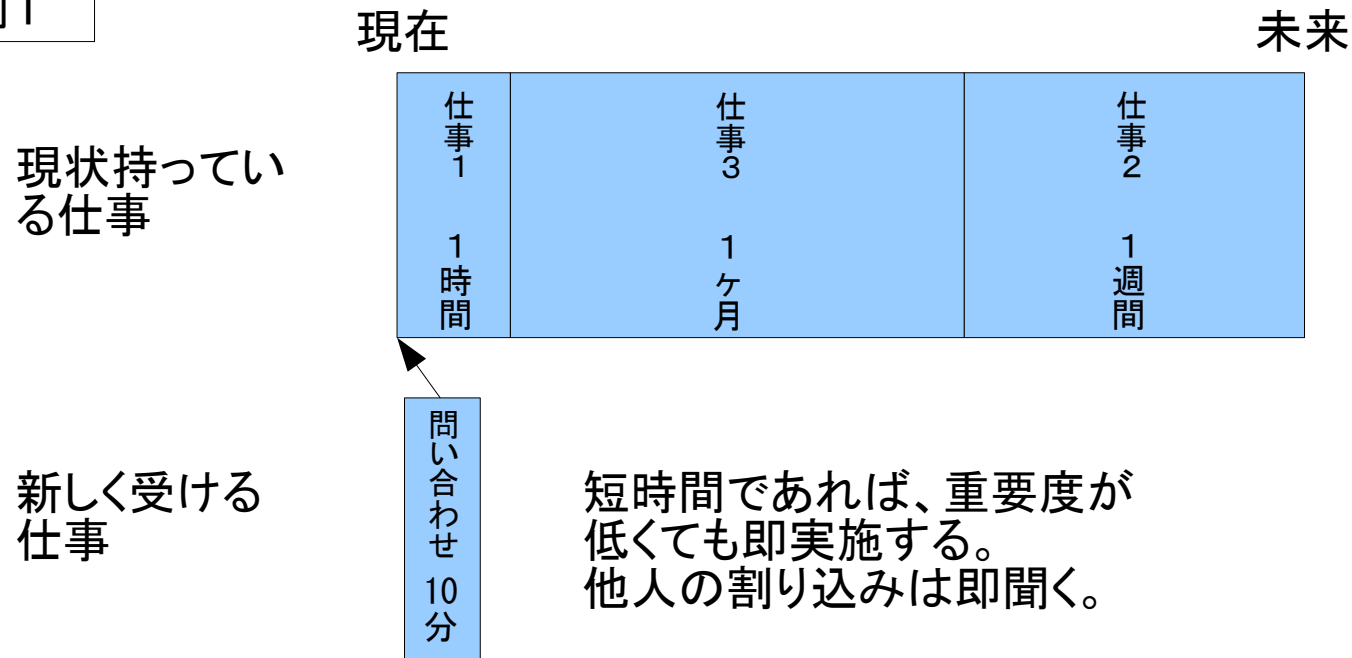 例1
現在
未来
現状持ってい
る仕事
仕事1 1時間
仕事3 1ヶ月
仕事2 1週間
新しく受ける
仕事
問い合わせ 10分
短時間であれば、重要度が
低くても即実施する。
他人の割り込みは即聞く。